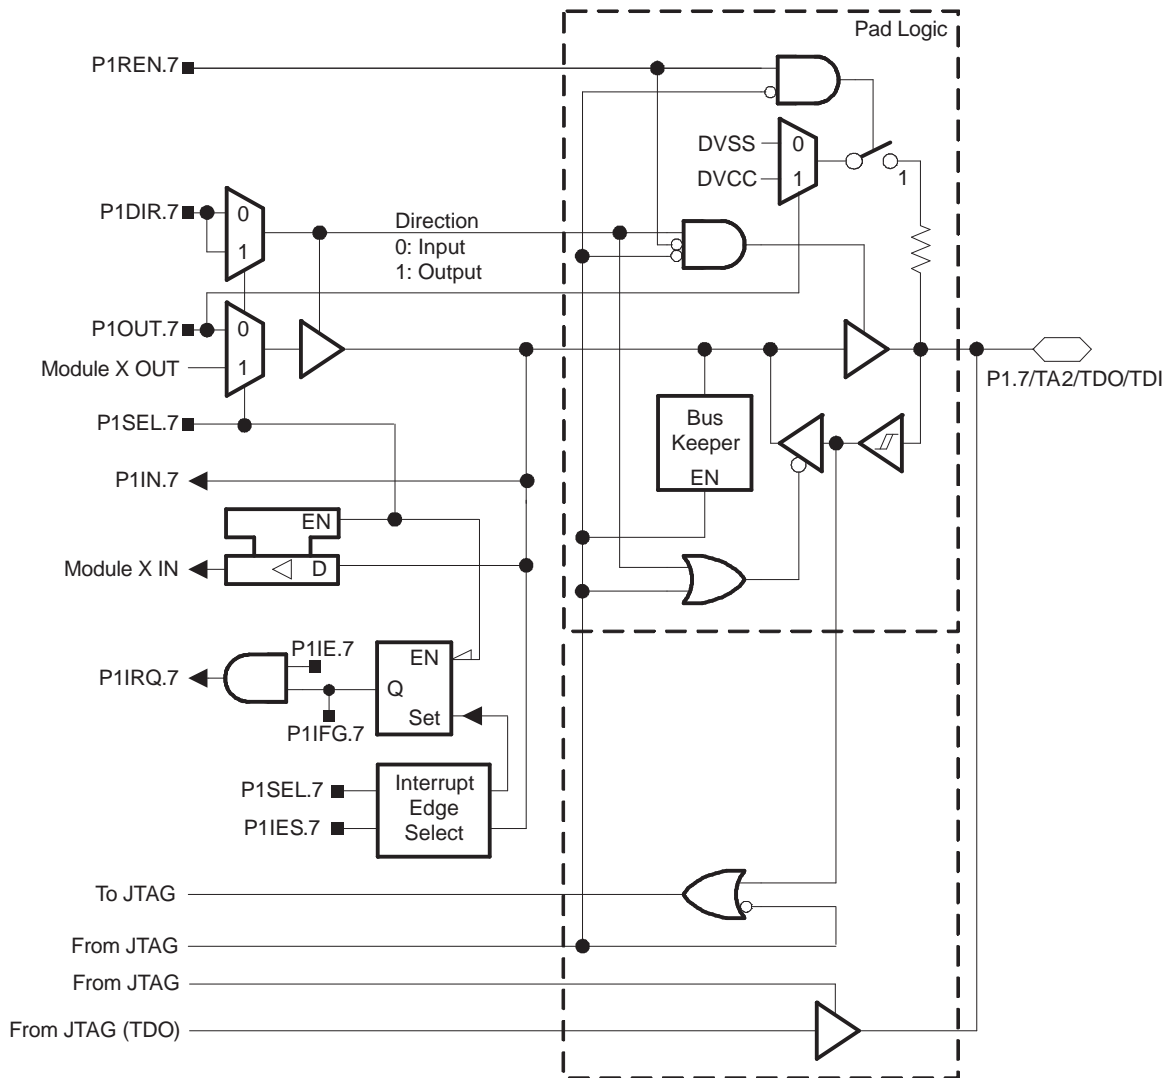 Pad Logic
P1REN.7
DVSS
0
DVCC
1
1
P1DIR.7
0
1
Direction
0: Input
1: Output
P1OUT.7
0
Module X OUT
1
P1.7/TA2/TDO/TDI
P1SEL.7
Bus
Keeper
EN
P1IN.7
EN
Module X IN
D
P1IE.7
P1IRQ.7
EN
Q
Set
P1IFG.7
P1SEL.7
P1IES.7
Interrupt
Edge
Select
To JTAG
From JTAG
From JTAG
From JTAG (TDO)